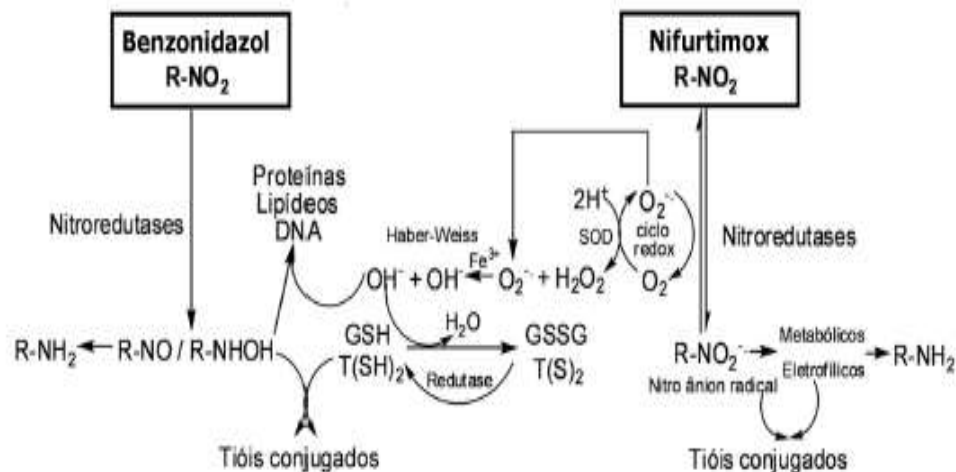 Benzonidazol
R-NO₂
Nifurtimox
R-NO₂
Proteínas
Lipídeos
DNA
Nitroredutases
Haber-Weiss
2H⁺
SOD
O₂⁻·
ciclo
redox
O₂
Nitroredutases
OH⁻ + OH·
Fe³⁺
O₂⁻· + H₂O₂
H₂O
R-NH₂
R-NO / R-NHOH
GSH
T(SH)₂
Redutase
GSSG
T(S)₂
R-NO₂⁻·
Nitro ânion radical
Metabólicos
Eletrofílicos
R-NH₂
Tióis conjugados
Tióis conjugados